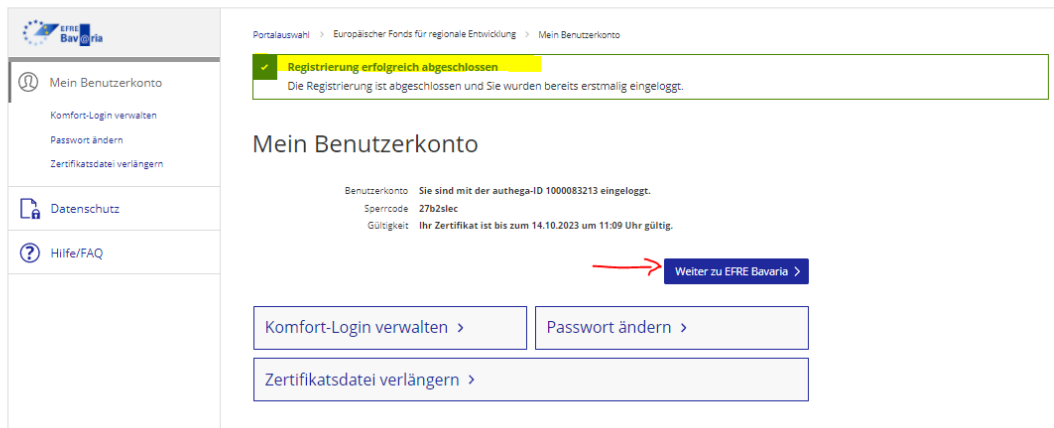 EFRE
Bav@ria
Mein Benutzerkonto
Komfort-Login verwalten
Passwort ändern
Zertifikatsdatei verlängern
Datenschutz
Hilfe/FAQ
Portalauswahl > Europäischer Fonds für regionale Entwicklung > Mein Benutzerkonto
Registrierung erfolgreich abgeschlossen
Die Registrierung ist abgeschlossen und Sie wurden bereits erstmalig eingeloggt.
Mein Benutzerkonto
Benutzerkonto Sie sind mit der authega-ID 1000083213 eingeloggt.
Sperrcode 27b2slec
Gültigkeit Ihr Zertifikat ist bis zum 14.10.2023 um 11:09 Uhr gültig.
Weiter zu EFRE Bavaria >
Komfort-Login verwalten >
Passwort ändern >
Zertifikatsdatei verlängern >